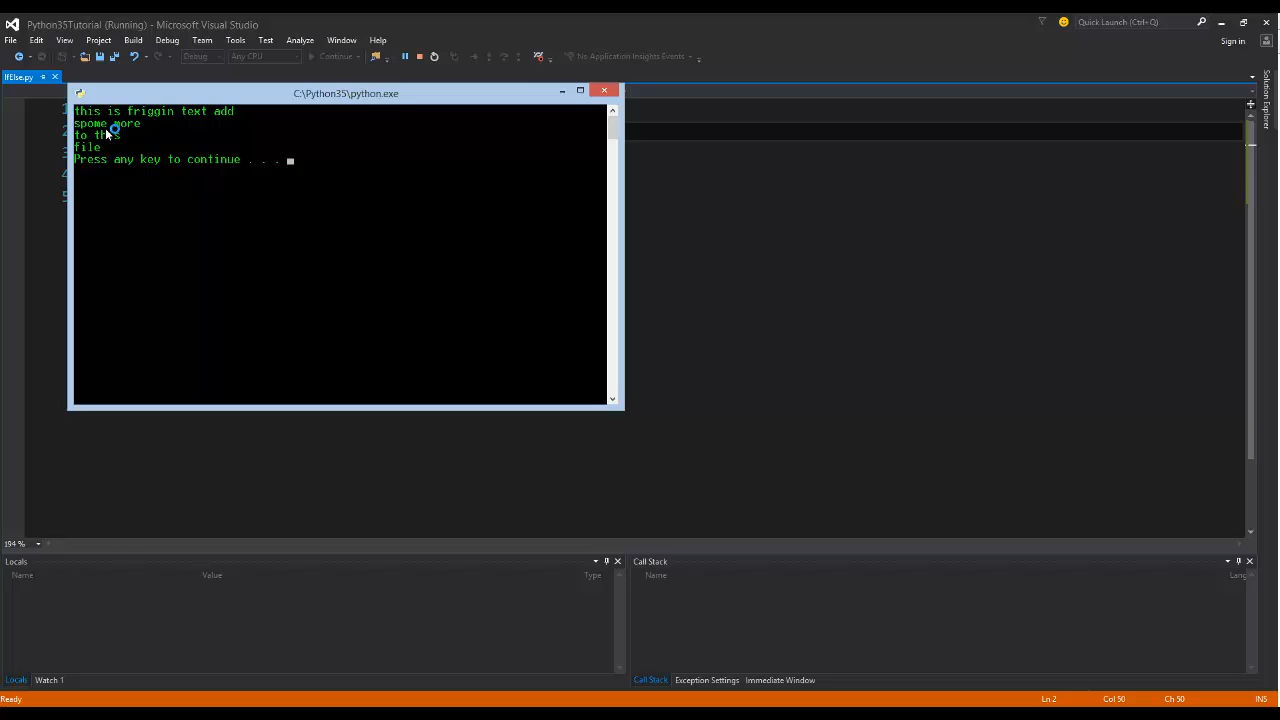 Python35Tutorial (Running) - Microsoft Visual Studio
Quick Launch (Ctrl+Q)
File Edit View Project Build Debug Team Tools Test Analyze Window Help
Sign in
Debug Any CPU Continue No Application Insights Events
IfElse.py
Solution Explorer
C:\Python35\python.exe
1
this is friggin text add
spome more
2
to this
file
Press any key to continue . . .
4
5
194 %
Locals
Call Stack
Name Value Type
Name Lang
Locals Watch 1
Call Stack Exception Settings Immediate Window
Ready
Ln 2 Col 50 Ch 50 INS